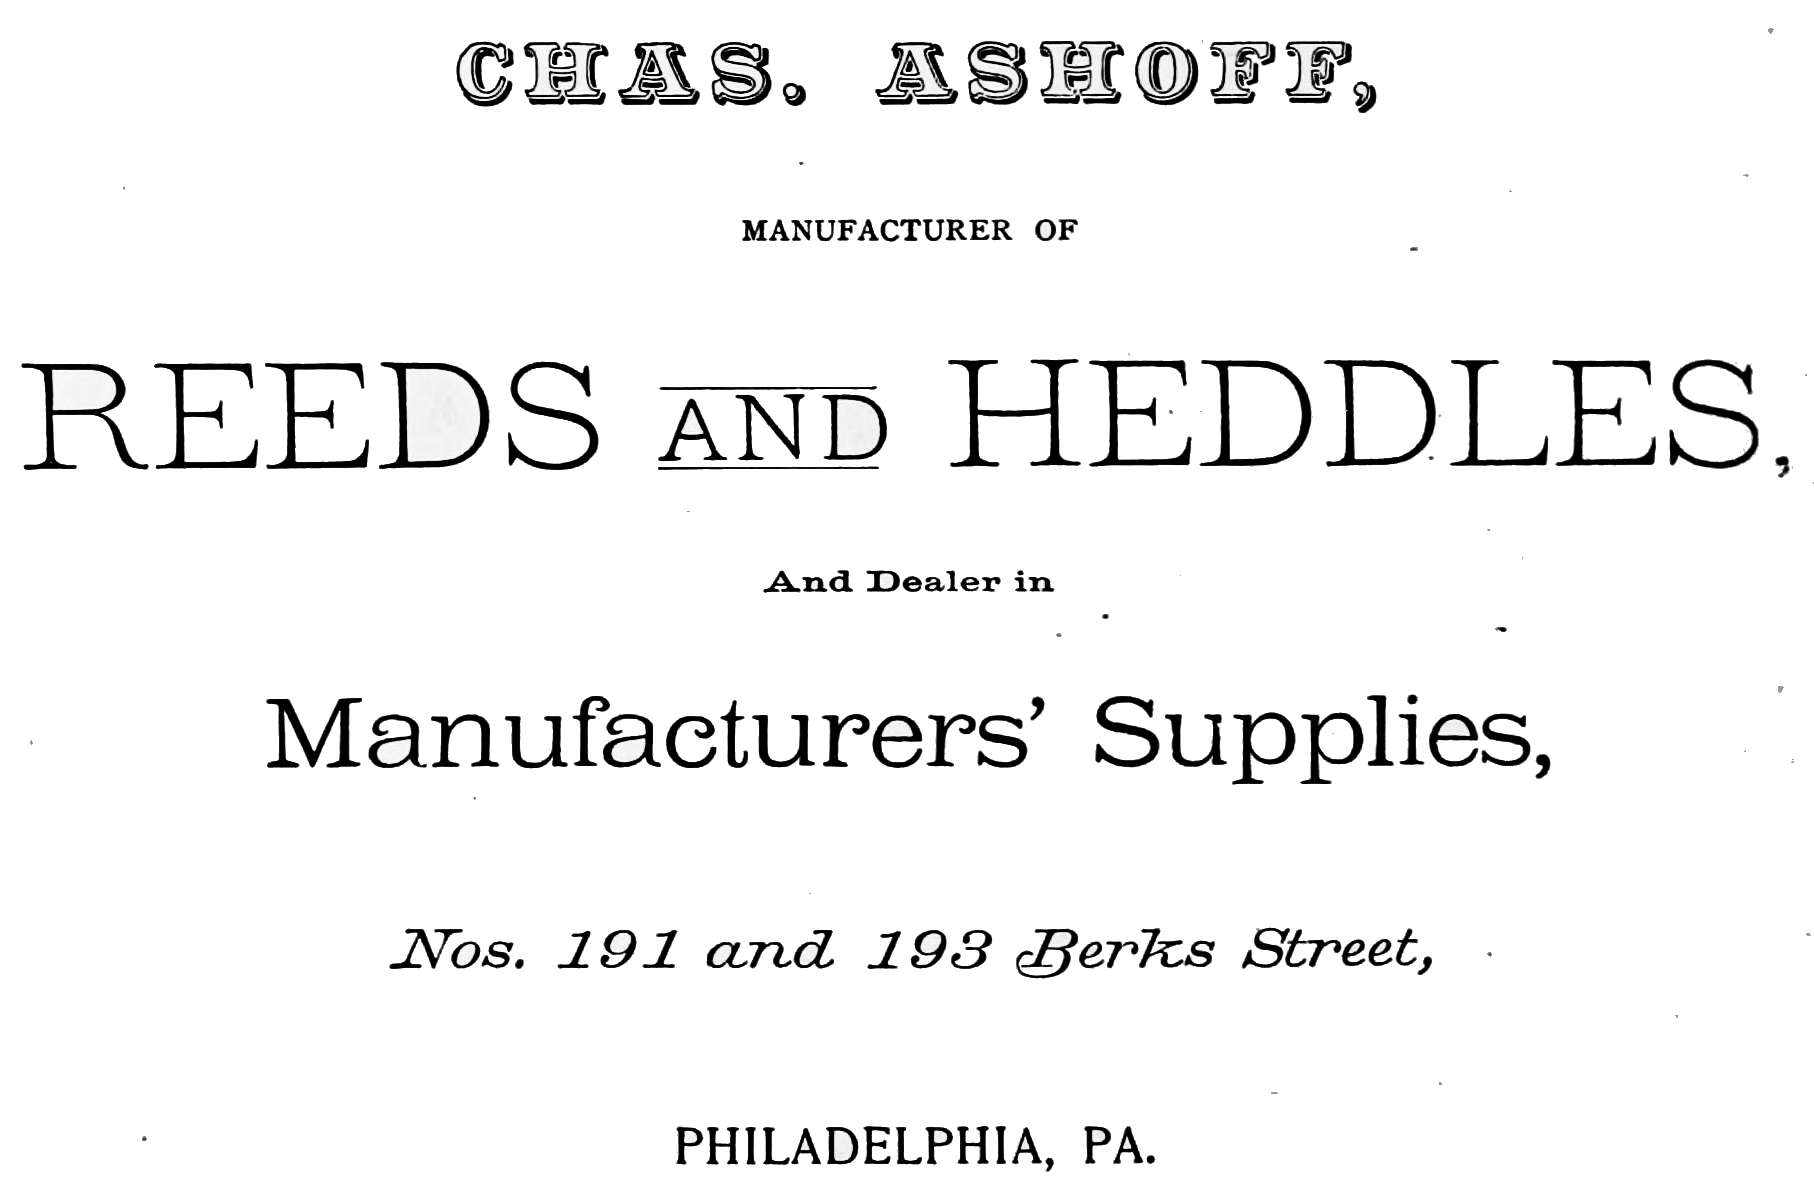 CHAS. ASHOFF,
MANUFACTURER OF
REEDS AND HEDDLES,
And Dealer in
Manufacturers' Supplies,
Nos. 191 and 193 Berks Street,
PHILADELPHIA, PA.